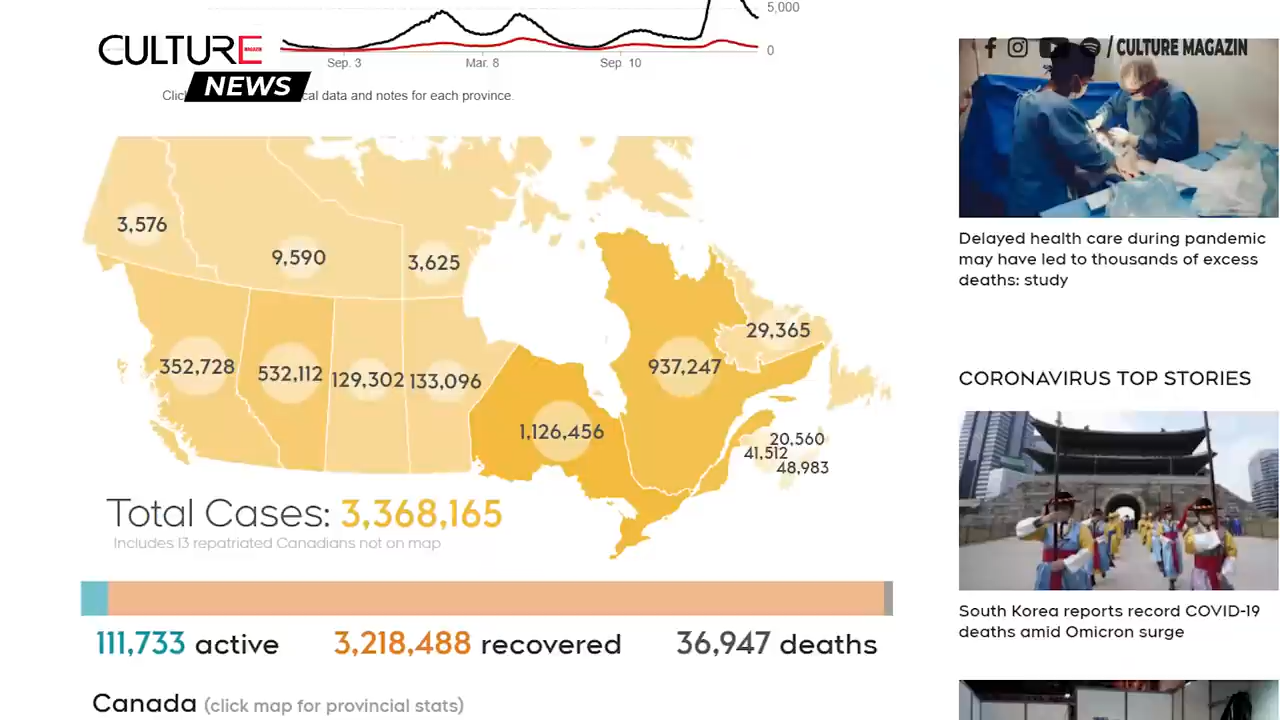 5,000
0
Sep. 3
Mar. 8
Sep. 10
CULTURE
NEWS
/ CULTURE MAGAZIN
Clic
cal data and notes for each province.
3,576
9,590
3,625
352,728
532,112
129,302
133,096
1,126,456
937,247
29,365
20,560
41,512
48,983
Total Cases: 3,368,165
Includes 13 repatriated Canadians not on map
111,733 active
3,218,488 recovered
36,947 deaths
Canada (click map for provincial stats)
Delayed health care during pandemic
may have led to thousands of excess
deaths: study
CORONAVIRUS TOP STORIES
South Korea reports record COVID-19
deaths amid Omicron surge